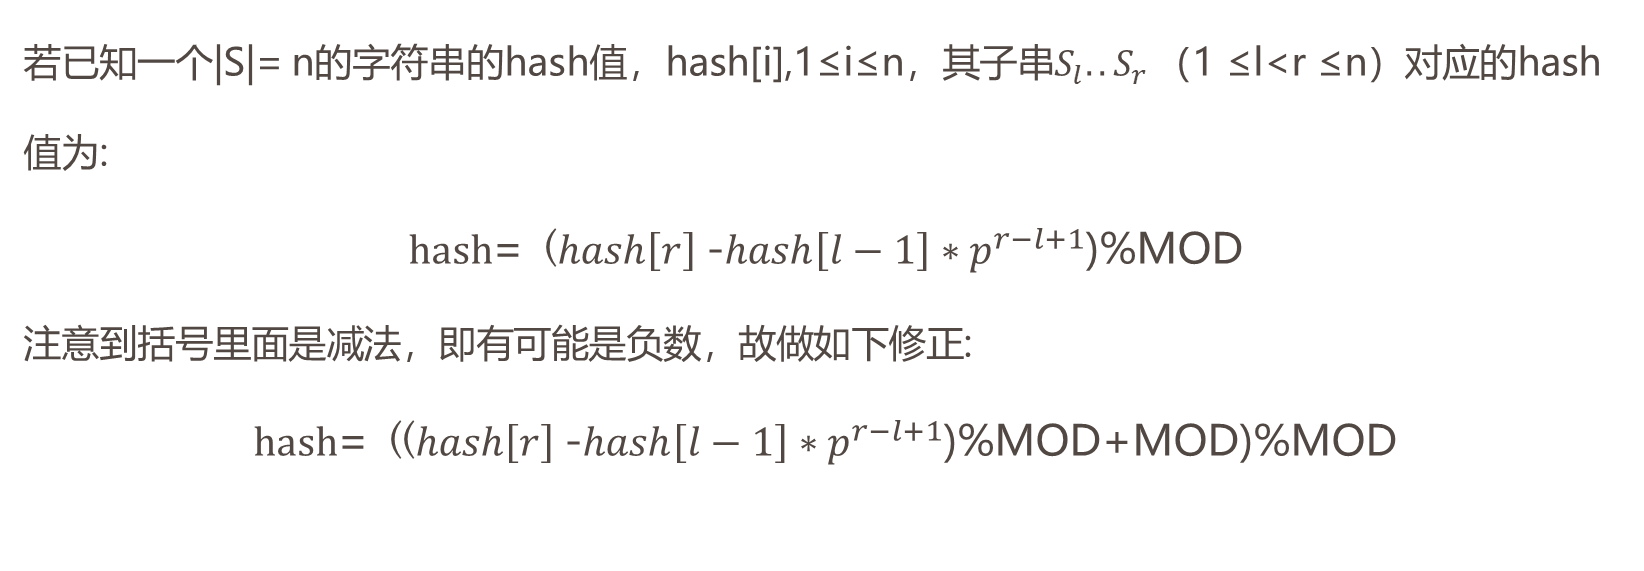 若已知一个|S|= n的字符串的hash值，hash[i],1≤i≤n，其子串$S_l..S_r$（1 ≤l<r ≤n）对应的hash
值为:
hash=（$hash[r]$ -$hash[l-1]*p^{r-l+1}$)%MOD
注意到括号里面是减法，即有可能是负数，故做如下修正:
hash=（($hash[r]$ -$hash[l-1]*p^{r-l+1}$)%MOD+MOD)%MOD